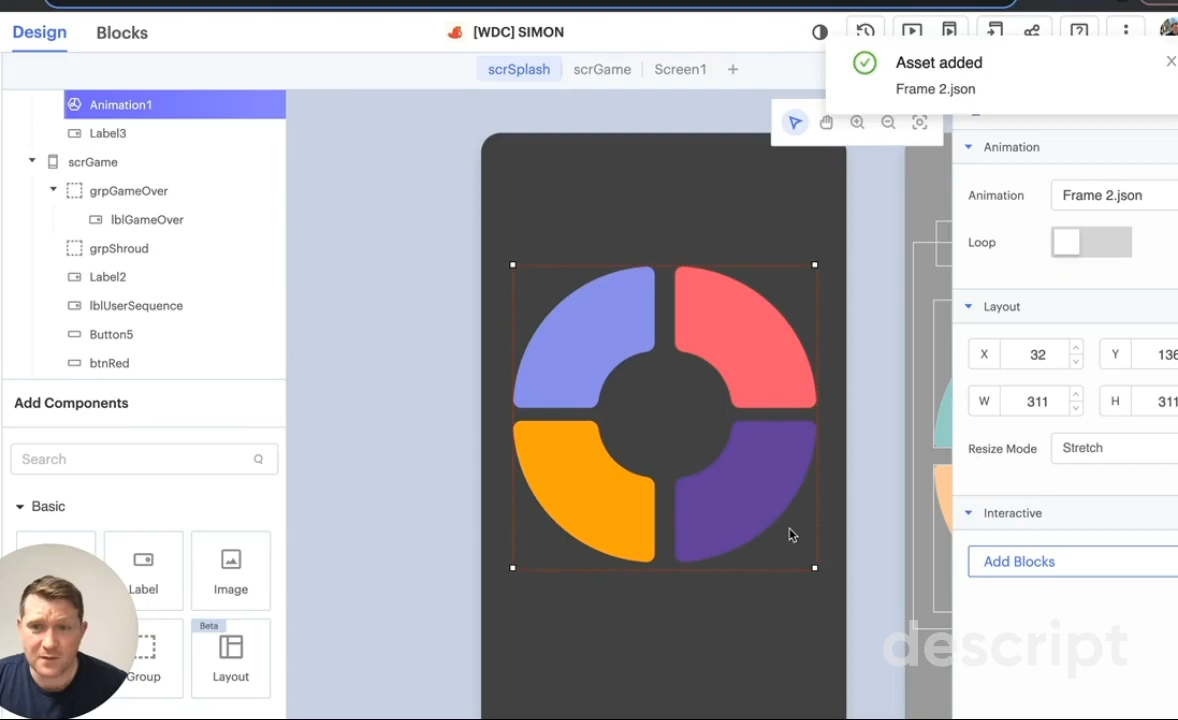 Design
Blocks
[WDC] SIMON
scrSplash
scrGame
Screen1
+
Asset added
Frame 2.json
X
Animation1
Label3
scrGame
grpGameOver
lblGameOver
grpShroud
Label2
lblUserSequence
Button5
btnRed
Add Components
Search
Basic
Label
Image
Group
Beta
Layout
Animation
Animation
Frame 2.json
Loop
Layout
X 32 Y 136
W 311 H 311
Resize Mode Stretch
Interactive
Add Blocks
descript